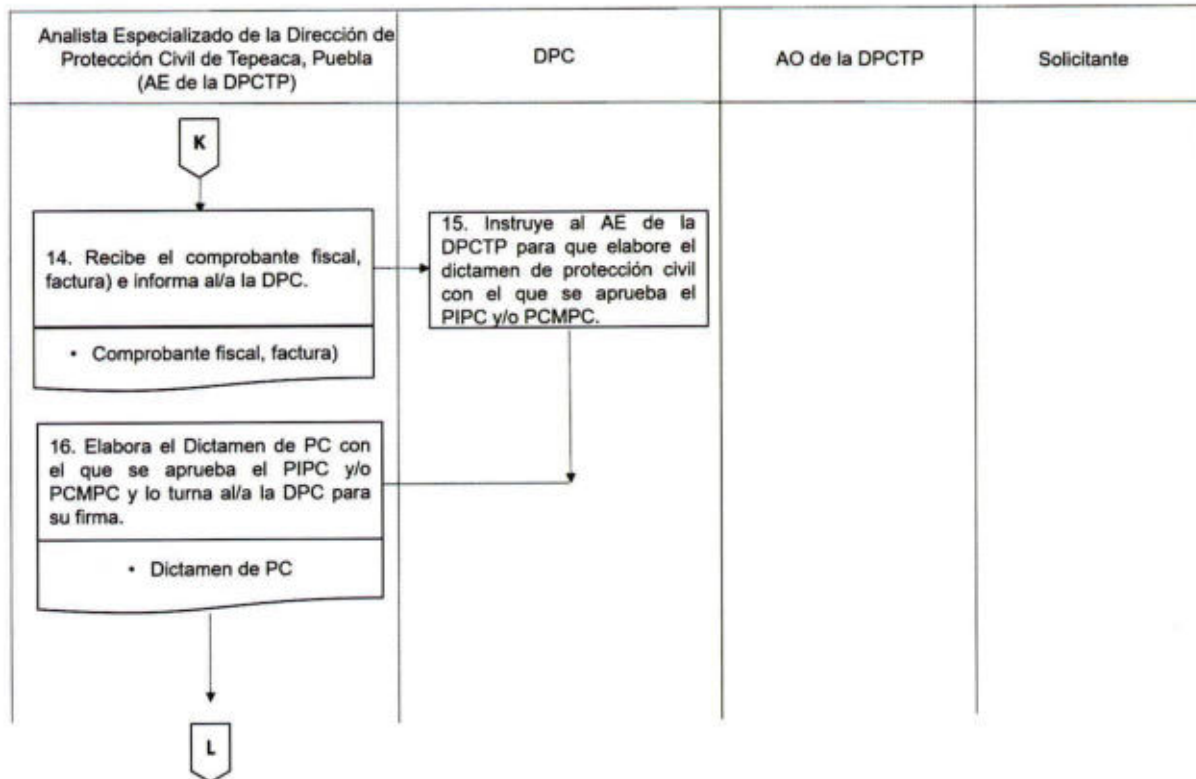 Analista Especializado de la Dirección de
Protección Civil de Tepeaca, Puebla
(AE de la DPCTP)
DPC
AO de la DPCTP
Solicitante
K
14. Recibe el comprobante fiscal,
factura) e informa al/a la DPC.
• Comprobante fiscal, factura)
15. Instruye al AE de la
DPCTP para que elabore el
dictamen de protección civil
con el que se aprueba el
PIPC y/o PCMPC.
16. Elabora el Dictamen de PC con
el que se aprueba el PIPC y/o
PCMPC y lo turna al/a la DPC para
su firma.
• Dictamen de PC
L